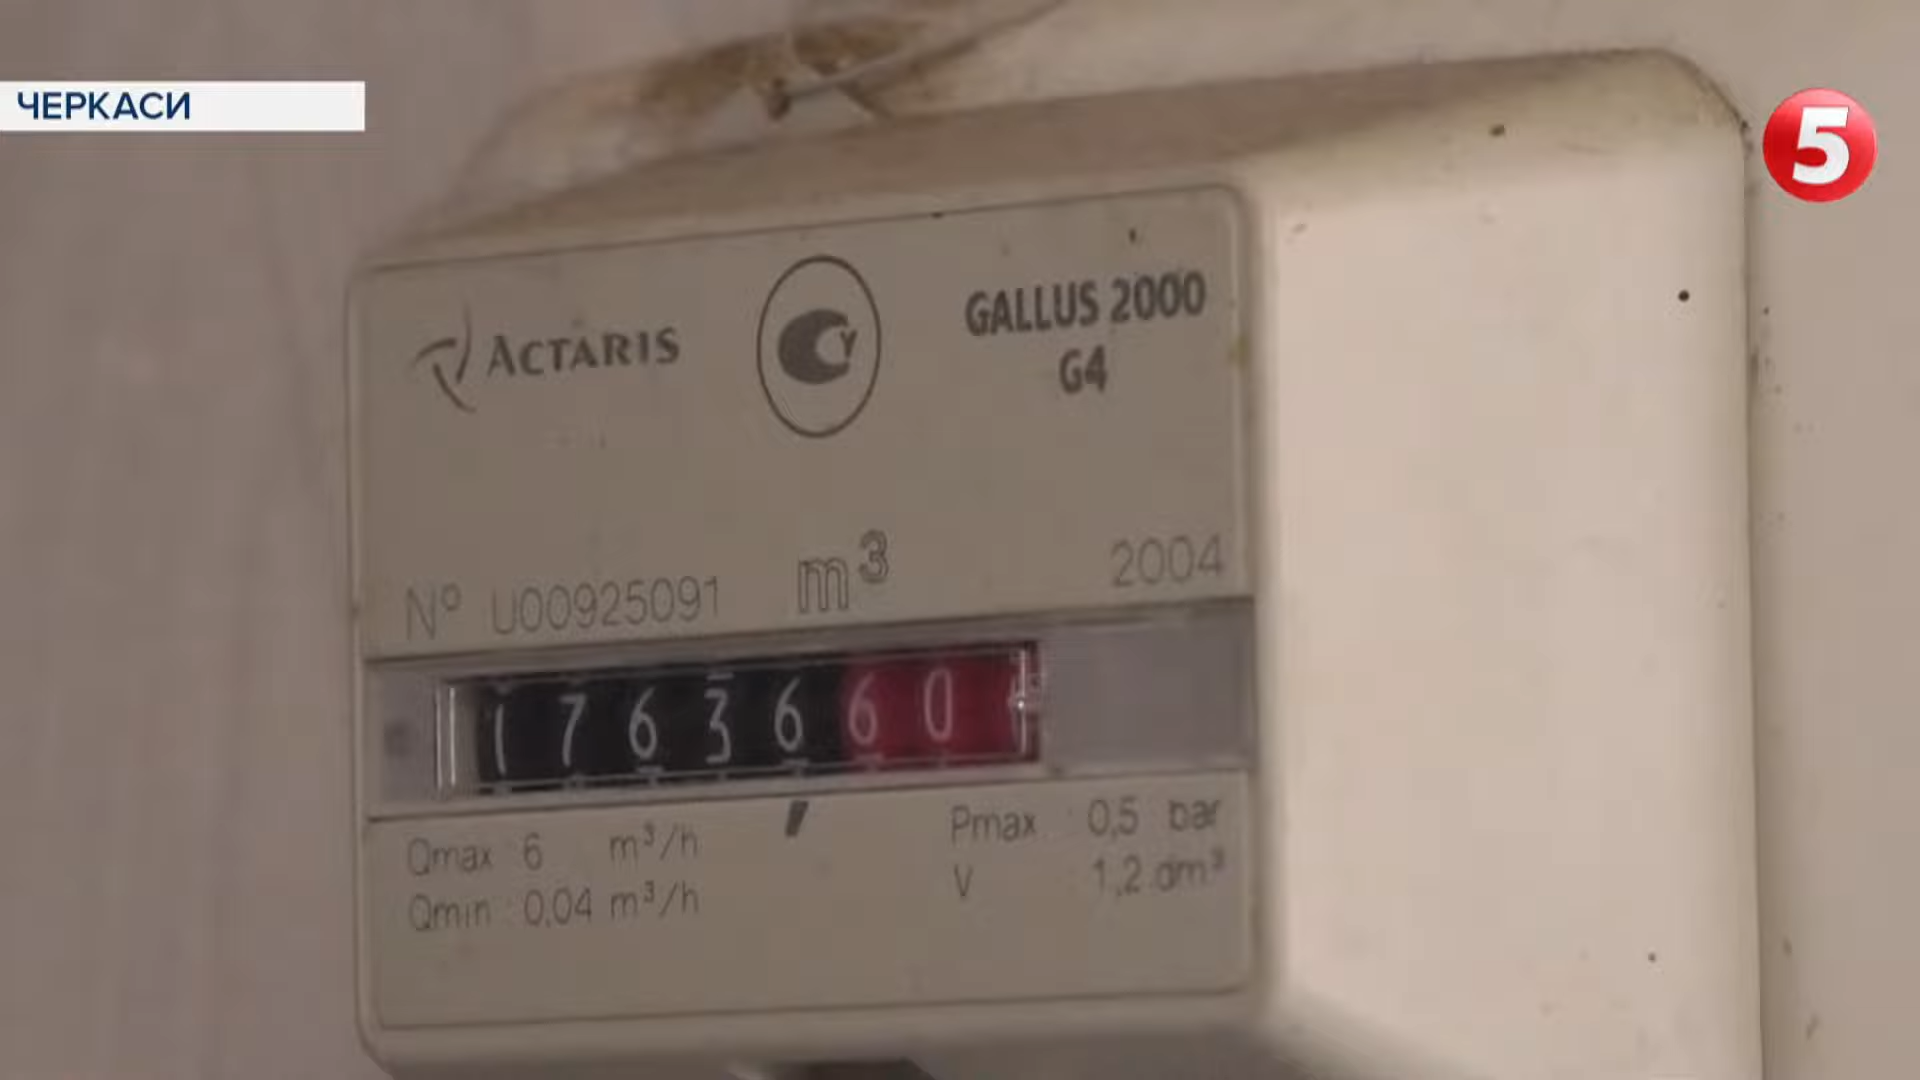 ЧЕРКАСИ
5
ACTARIS
GALLUS 2000
G4
m³
2004
Nº U00925091
1763660
Qmax 6 m³/h
Qmin 0,04 m³/h
Pmax : 0,5 bar
V 1,2 dm³